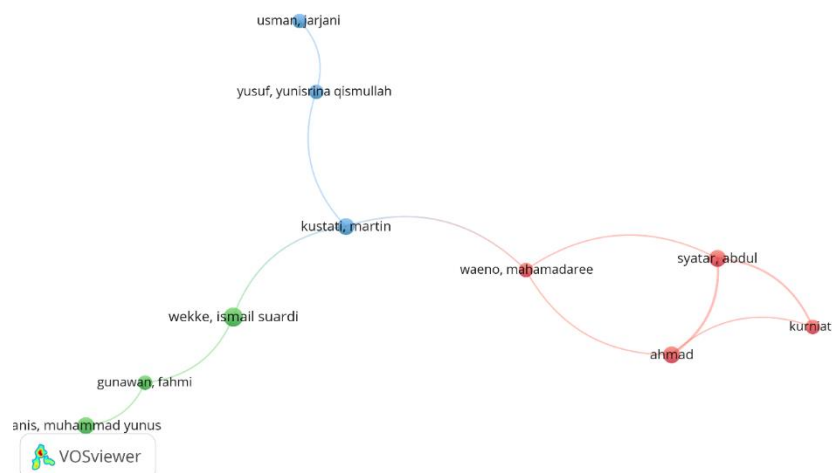 usman, jarjani
yusuf, yunisrina qismullah
kustati, martin
syatar, abdul
waeno, mahamadaree
wekke, ismail suardi
kurniat
ahmad
gunawan, fahmi
anis, muhammad yunus
VOSviewer